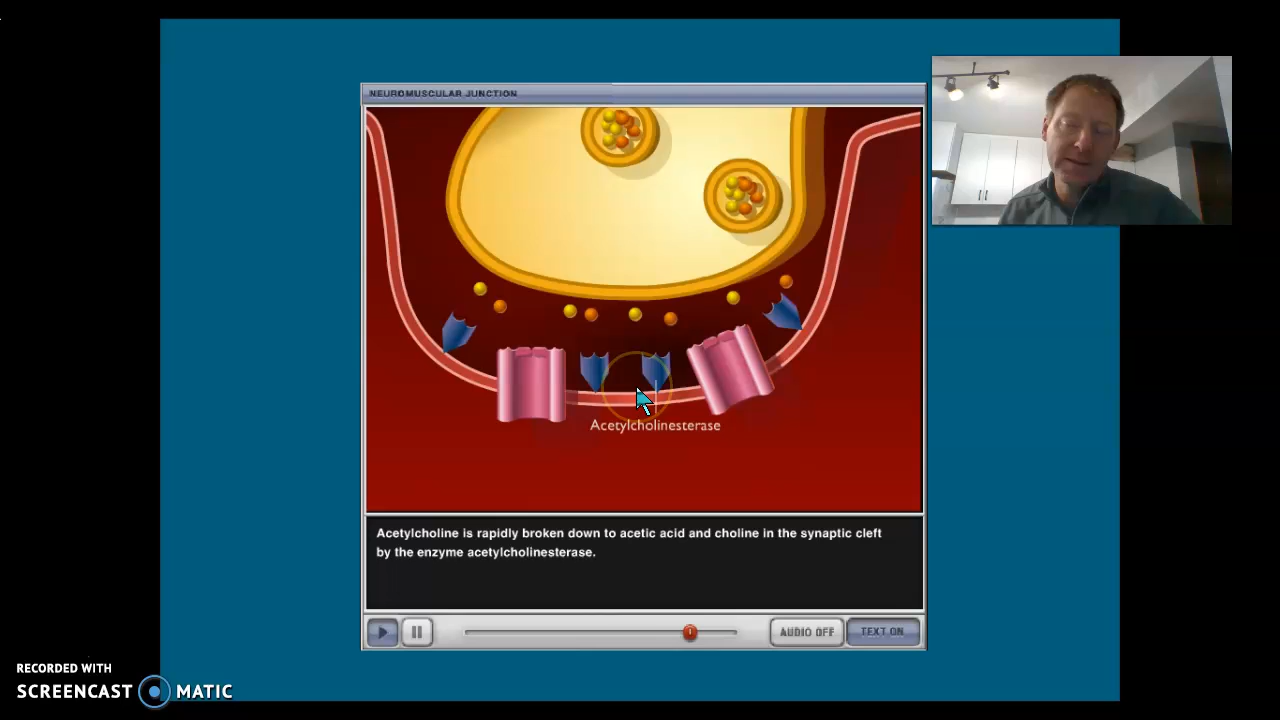 NEUROMUSCULAR JUNCTION
Acetylcholinesterase
Acetylcholine is rapidly broken down to acetic acid and choline in the synaptic cleft
by the enzyme acetylcholinesterase.
AUDIO OFF
TEXT ON
RECORDED WITH
SCREENCAST MATIC